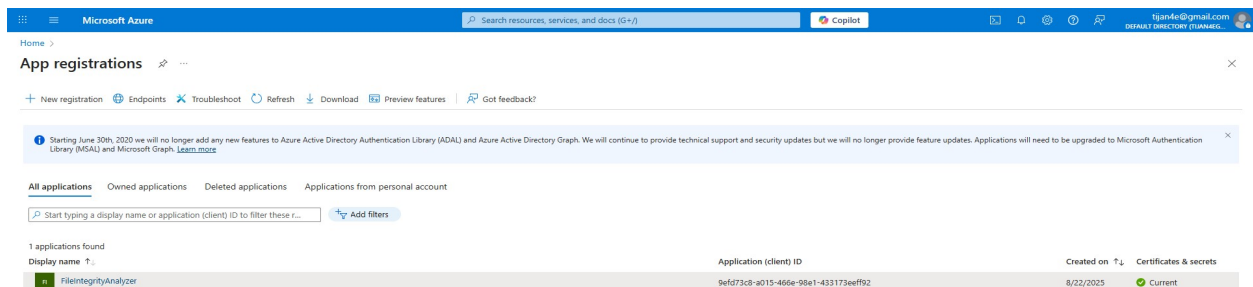 Microsoft Azure
Search resources, services, and docs (G+/)
Copilot
tijan4e@gmail.com
DEFAULT DIRECTORY (TIJAN4EG...
Home >
App registrations ...
New registration Endpoints Troubleshoot Refresh Download Preview features Got feedback?
Starting June 30th, 2020 we will no longer add any new features to Azure Active Directory Authentication Library (ADAL) and Azure Active Directory Graph. We will continue to provide technical support and security updates but we will no longer provide feature updates. Applications will need to be upgraded to Microsoft Authentication
Library (MSAL) and Microsoft Graph. Learn more
All applications Owned applications Deleted applications Applications from personal account
Start typing a display name or application (client) ID to filter these r... Add filters
1 applications found
Display name ↑↓ Application (client) ID Created on ↑↓ Certificates & secrets
n FileIntegrityAnalyzer 9efd73c8-a015-466e-98e1-433173eeff92 8/22/2025 Current